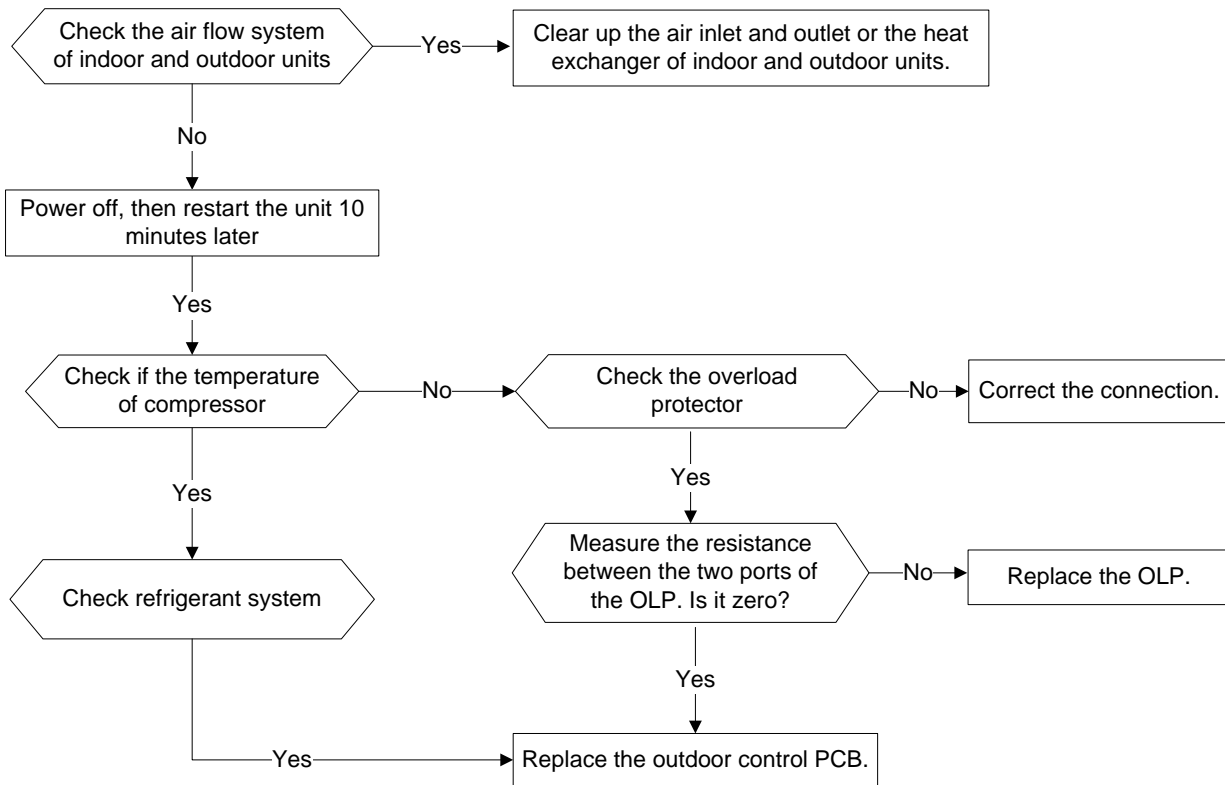 Check the air flow system
of indoor and outdoor units
Yes
Clear up the air inlet and outlet or the heat
exchanger of indoor and outdoor units.
No
Power off, then restart the unit 10
minutes later
Yes
Check if the temperature
of compressor
No
Check the overload
protector
No
Correct the connection.
Yes
Yes
Check refrigerant system
Measure the resistance
between the two ports of
the OLP. Is it zero?
No
Replace the OLP.
Yes
Yes
Replace the outdoor control PCB.